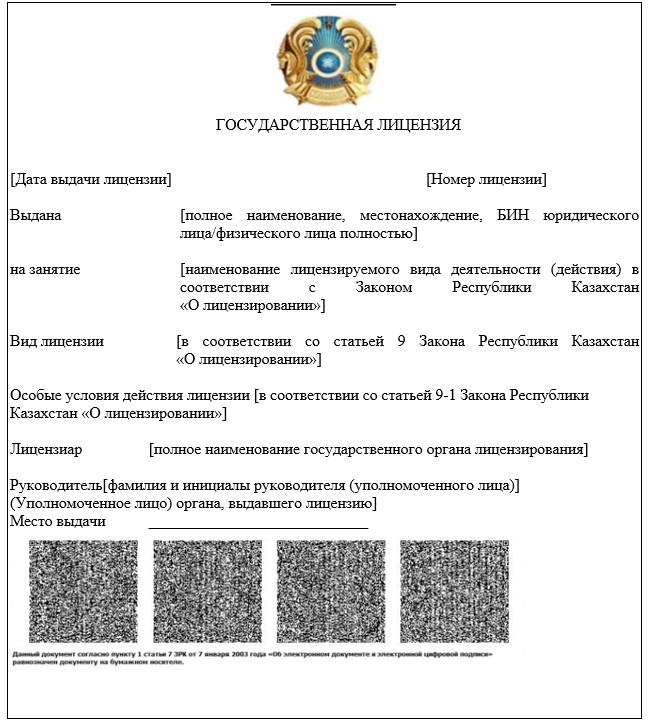 ГОСУДАРСТВЕННАЯ ЛИЦЕНЗИЯ
[Дата выдачи лицензии] [Номер лицензии]
Выдана [полное наименование, местонахождение, БИН юридического
лица/физического лица полностью]
на занятие [наименование лицензируемого вида деятельности (действия) в
соответствии с Законом Республики Казахстан
«О лицензировании»]
Вид лицензии [в соответствии со статьей 9 Закона Республики Казахстан
«О лицензировании»]
Особые условия действия лицензии [в соответствии со статьей 9-1 Закона Республики
Казахстан «О лицензировании»]
Лицензиар [полное наименование государственного органа лицензирования]
Руководитель[фамилия и инициалы руководителя (уполномоченного лица)]
(Уполномоченное лицо) органа, выдавшего лицензию]
Место выдачи
Данный документ согласно пункту 1 статьи 7 ЗРК от 7 января 2003 года «Об электронном документе и электронной цифровой подписи»
равнозначен документу на бумажном носителе.